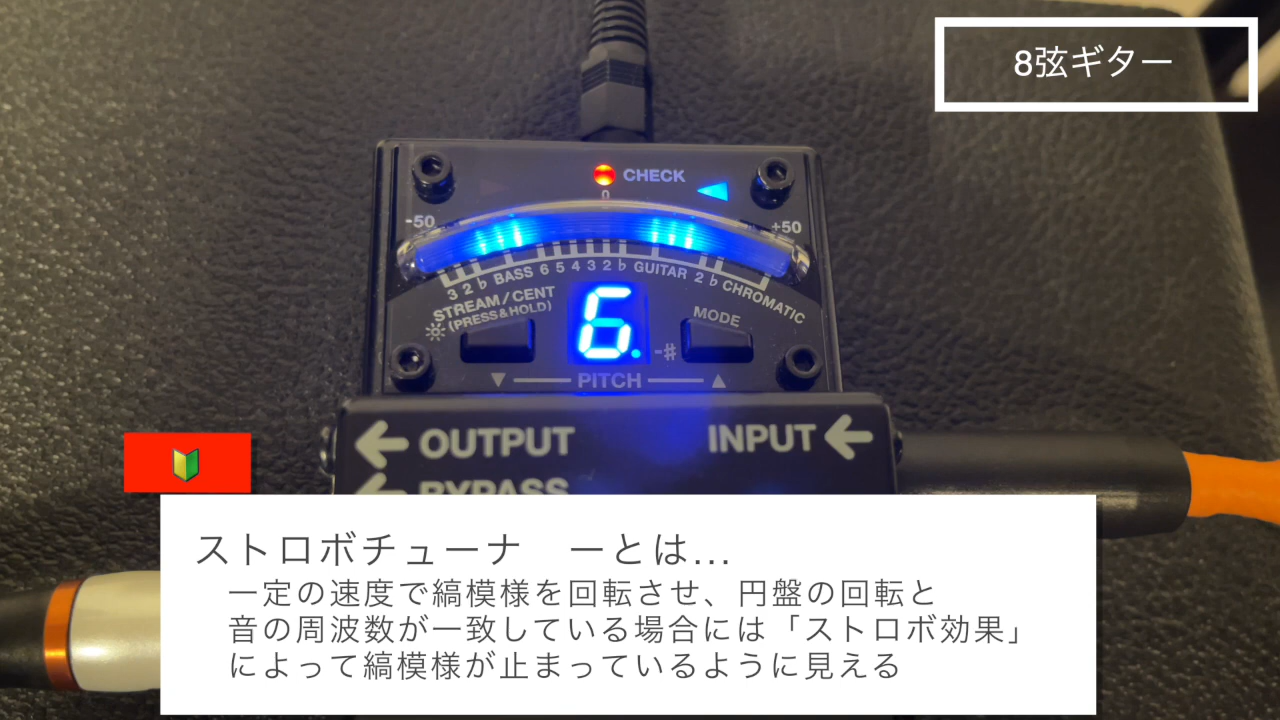 8弦ギター
CHECK
0
-50
+50
3 2 ♭ BASS 6 5 4 3 2 ♭ GUITAR 2 ♭ CHROMATIC
STREAM/CENT
(PRESS&HOLD)
6.
-#
MODE
▼ PITCH ▲
OUTPUT
INPUT
BYPASS
ストロボチューナ　ーとは...
一定の速度で縞模様を回転させ、円盤の回転と
音の周波数が一致している場合には「ストロボ効果」
によって縞模様が止まっているように見える